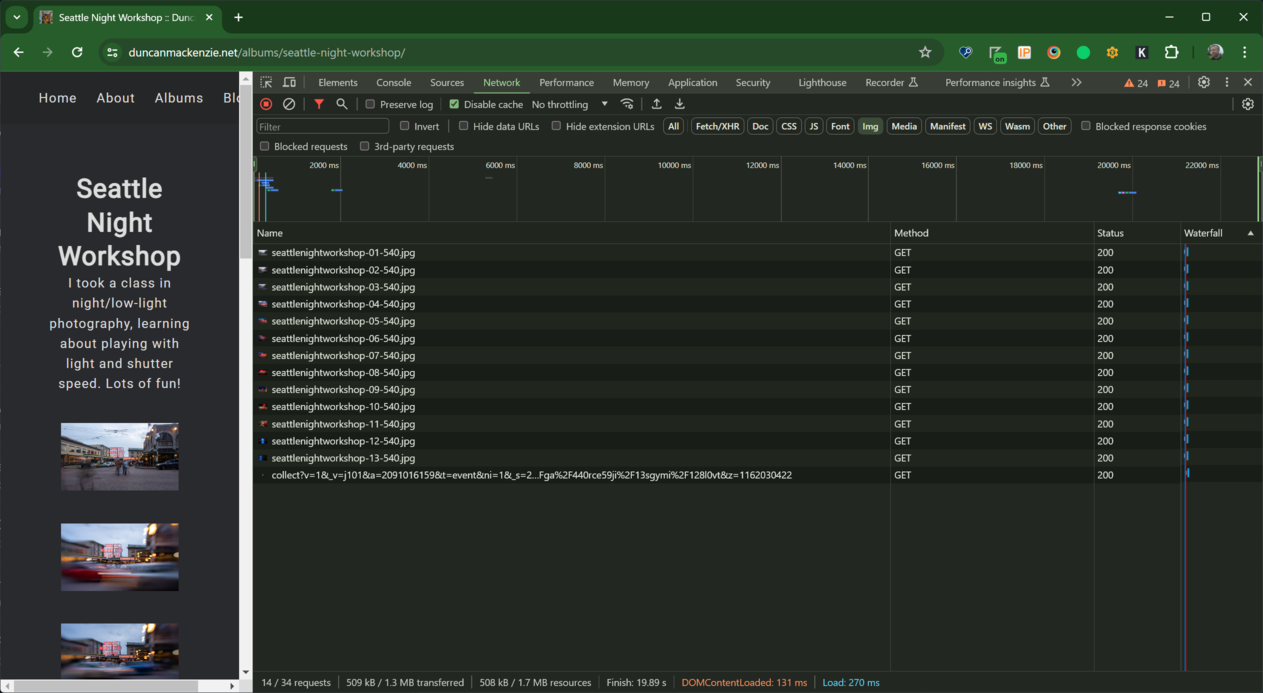 Seattle Night Workshop :: Dunc
duncanmackenzie.net/albums/seattle-night-workshop/
on
IP
K
Home About Albums Blo
Seattle
Night
Workshop
I took a class in
night/low-light
photography, learning
about playing with
light and shutter
speed. Lots of fun!
Elements Console Sources Network Performance Memory Application Security Lighthouse Recorder Performance insights 24 24
Preserve log Disable cache No throttling
Filter Invert Hide data URLs Hide extension URLs All Fetch/XHR Doc CSS JS Font Img Media Manifest WS Wasm Other Blocked response cookies
Blocked requests 3rd-party requests
2000 ms 4000 ms 6000 ms 8000 ms 10000 ms 12000 ms 14000 ms 16000 ms 18000 ms 20000 ms 22000 ms
Name Method Status Waterfall
seattlenightworkshop-01-540.jpg GET 200
seattlenightworkshop-02-540.jpg GET 200
seattlenightworkshop-03-540.jpg GET 200
seattlenightworkshop-04-540.jpg GET 200
seattlenightworkshop-05-540.jpg GET 200
seattlenightworkshop-06-540.jpg GET 200
seattlenightworkshop-07-540.jpg GET 200
seattlenightworkshop-08-540.jpg GET 200
seattlenightworkshop-09-540.jpg GET 200
seattlenightworkshop-10-540.jpg GET 200
seattlenightworkshop-11-540.jpg GET 200
seattlenightworkshop-12-540.jpg GET 200
seattlenightworkshop-13-540.jpg GET 200
collect?v=1&_v=j101&a=2091016159&t=event&ni=1&_s=2...Fga%2F440rce59ji%2F13sgymi%2F128l0vt&z=1162030422 GET 200
14 / 34 requests 509 kB / 1.3 MB transferred 508 kB / 1.7 MB resources Finish: 19.89 s DOMContentLoaded: 131 ms Load: 270 ms